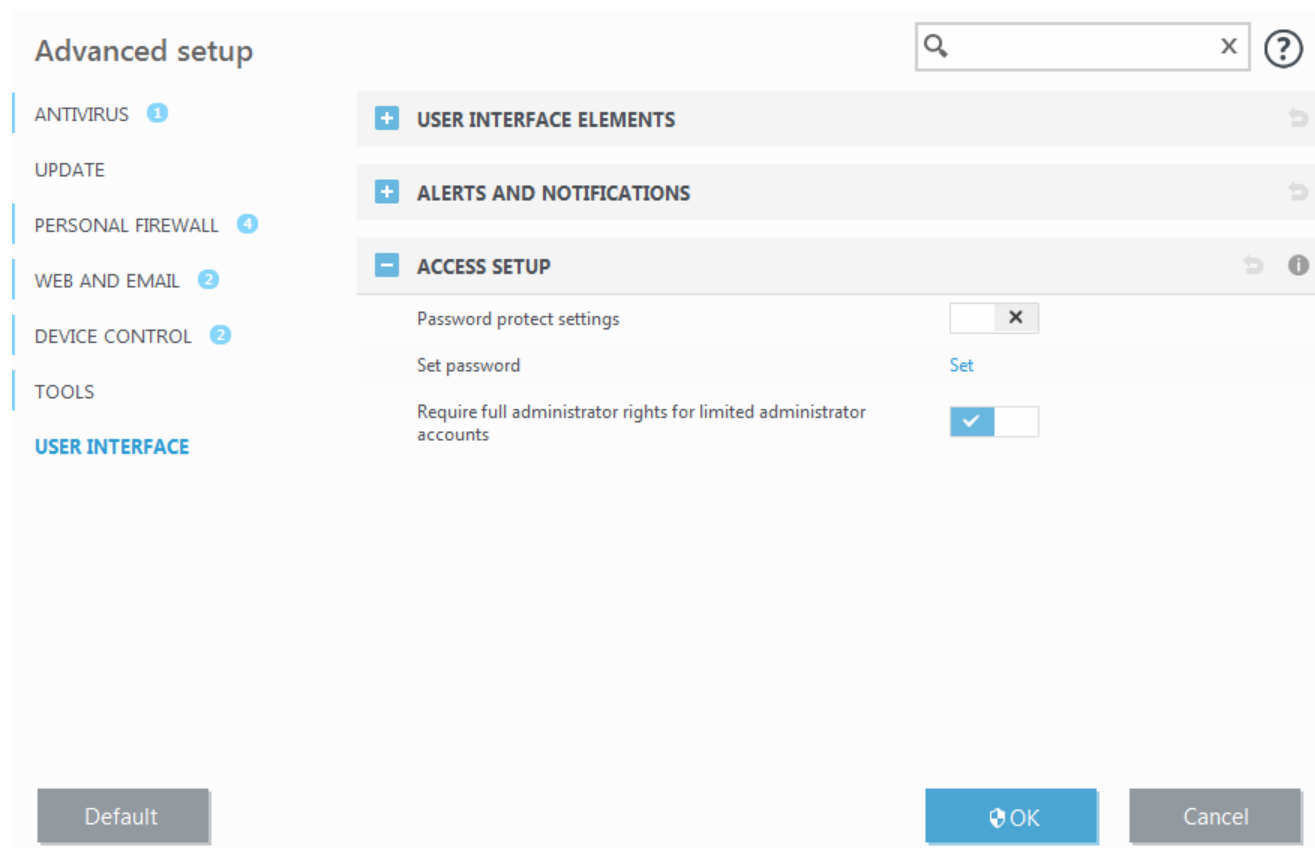 Advanced setup
x
?
ANTIVIRUS 1
UPDATE
PERSONAL FIREWALL 4
WEB AND EMAIL 2
DEVICE CONTROL 2
TOOLS
USER INTERFACE
USER INTERFACE ELEMENTS
ALERTS AND NOTIFICATIONS
ACCESS SETUP
Password protect settings
Set password
Set
Require full administrator rights for limited administrator
accounts
Default
OK
Cancel